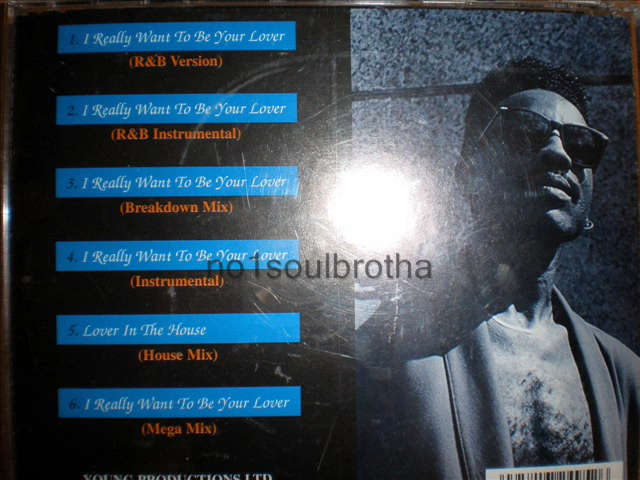 1. I Really Want To Be Your Lover
(R&B Version)
2. I Really Want To Be Your Lover
(R&B Instrumental)
3. I Really Want To Be Your Lover
(Breakdown Mix)
4. I Really Want To Be Your Lover
(Instrumental)
no1soulbrotha
5. Lover In The House
(House Mix)
6. I Really Want To Be Your Lover
(Mega Mix)
YOUNG PRODUCTIONS LTD